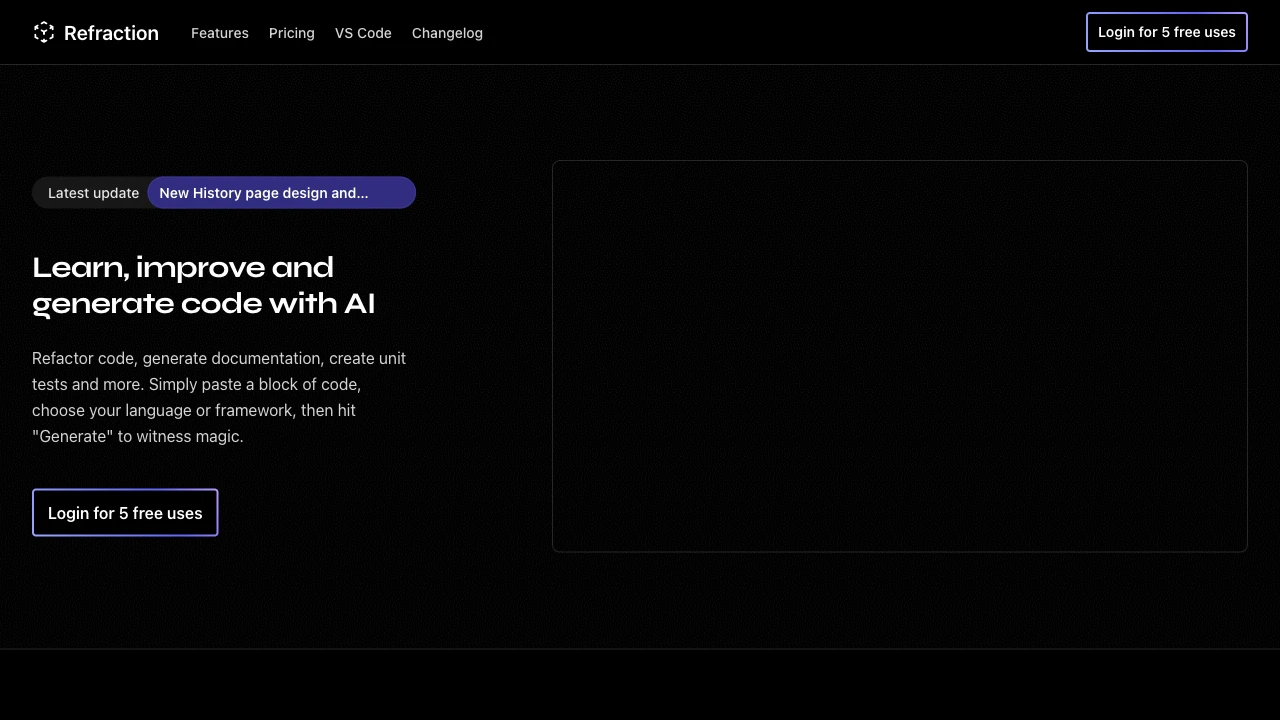 Refraction
Features
Pricing
VS Code
Changelog
Login for 5 free uses
Latest update
New History page design and...
Learn, improve and
generate code with AI
Refactor code, generate documentation, create unit
tests and more. Simply paste a block of code,
choose your language or framework, then hit
"Generate" to witness magic.
Login for 5 free uses